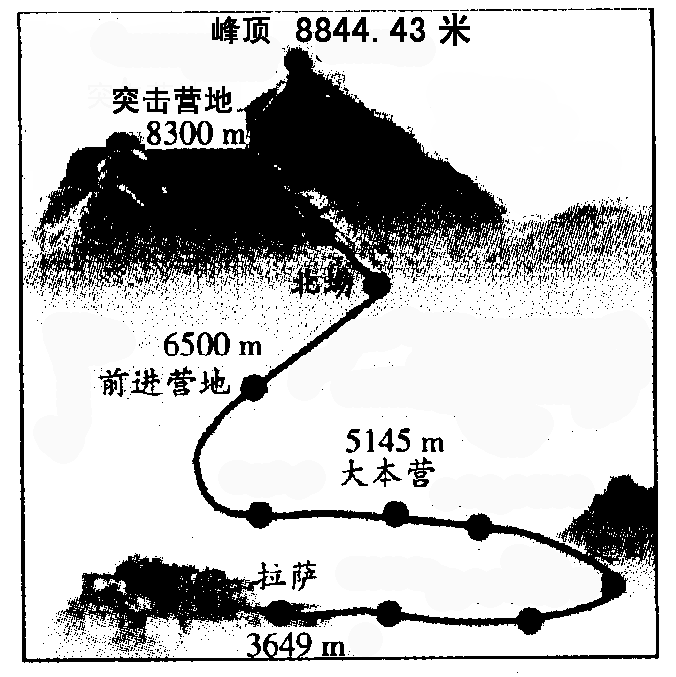 峰顶 8844.43 米
突击营地
8300 m
北坳
6500 m
前进营地
5145 m
大本营
拉萨
3649 m